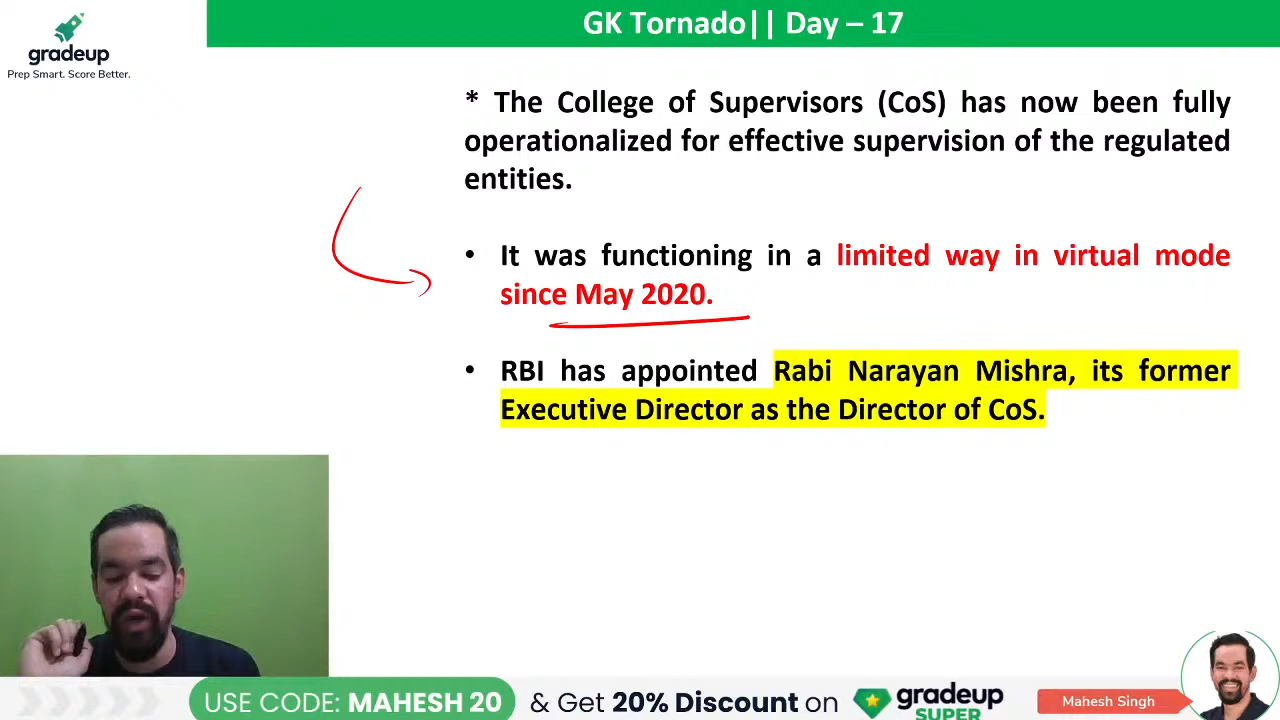 GK Tornado|| Day – 17
gradeup
Prep Smart. Score Better.
* The College of Supervisors (CoS) has now been fully
operationalized for effective supervision of the regulated
entities.
• It was functioning in a limited way in virtual mode
since May 2020.
• RBI has appointed Rabi Narayan Mishra, its former
Executive Director as the Director of CoS.
USE CODE: MAHESH 20 & Get 20% Discount on gradeup
SUPER
Mahesh Singh